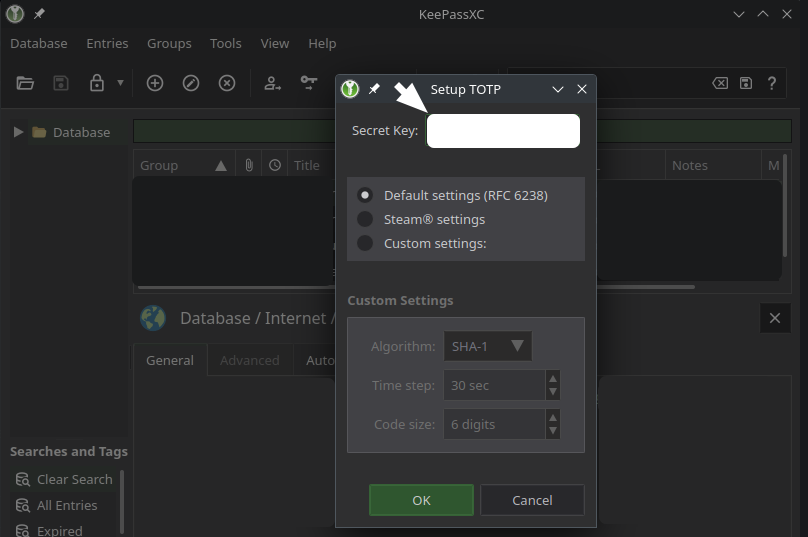 KeePassXC
Database Entries Groups Tools View Help
Setup TOTP
Database
Secret Key:
Group Title Notes M
Default settings (RFC 6238)
Steam® settings
Custom settings:
Database / Internet /
Custom Settings
General Advanced Auto
Algorithm: SHA-1
Time step: 30 sec
Code size: 6 digits
Searches and Tags
Clear Search
All Entries
Expired
OK Cancel